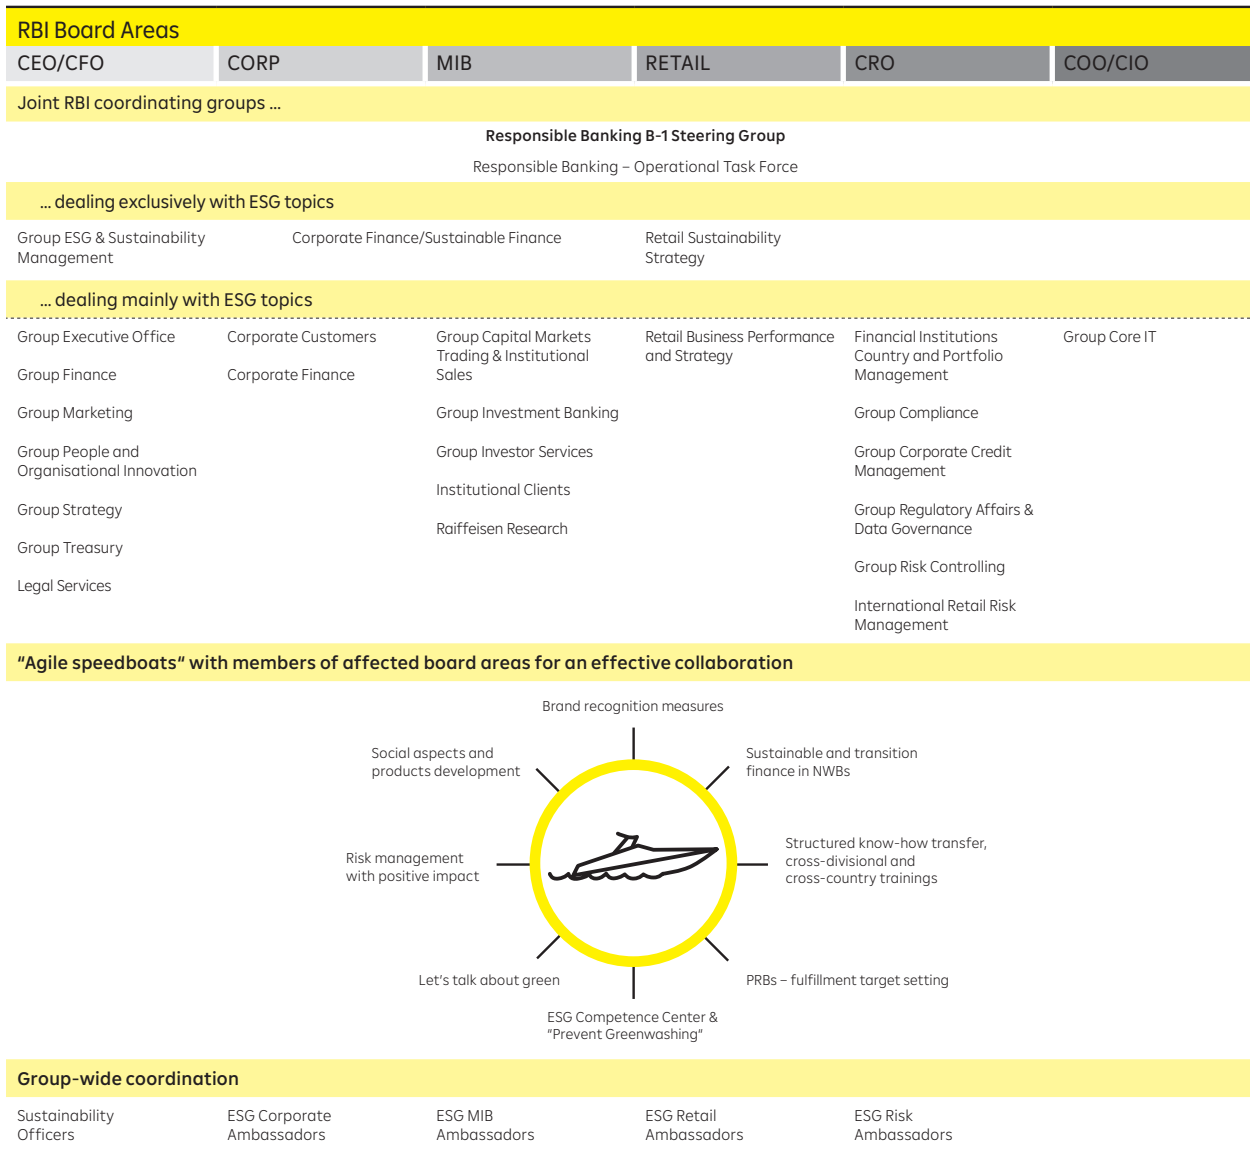 RBI Board Areas
CEO/CFO
CORP
MIB
RETAIL
CRO
COO/CIO
Joint RBI coordinating groups ...
Responsible Banking B-1 Steering Group
Responsible Banking – Operational Task Force
... dealing exclusively with ESG topics
Group ESG & Sustainability
Management
Corporate Finance/Sustainable Finance
Retail Sustainability
Strategy
... dealing mainly with ESG topics
Group Executive Office
Group Finance
Group Marketing
Group People and
Organisational Innovation
Group Strategy
Group Treasury
Legal Services
Corporate Customers
Corporate Finance
Group Capital Markets
Trading & Institutional
Sales
Group Investment Banking
Group Investor Services
Institutional Clients
Raiffeisen Research
Retail Business Performance
and Strategy
Financial Institutions
Country and Portfolio
Management
Group Compliance
Group Corporate Credit
Management
Group Regulatory Affairs &
Data Governance
Group Risk Controlling
International Retail Risk
Management
Group Core IT
“Agile speedboats“ with members of affected board areas for an effective collaboration
Brand recognition measures
Sustainable and transition
finance in NWBs
Structured know-how transfer,
cross-divisional and
cross-country trainings
PRBs – fulfillment target setting
ESG Competence Center &
“Prevent Greenwashing“
Let's talk about green
Risk management
with positive impact
Social aspects and
products development
Group-wide coordination
Sustainability
Officers
ESG Corporate
Ambassadors
ESG MIB
Ambassadors
ESG Retail
Ambassadors
ESG Risk
Ambassadors